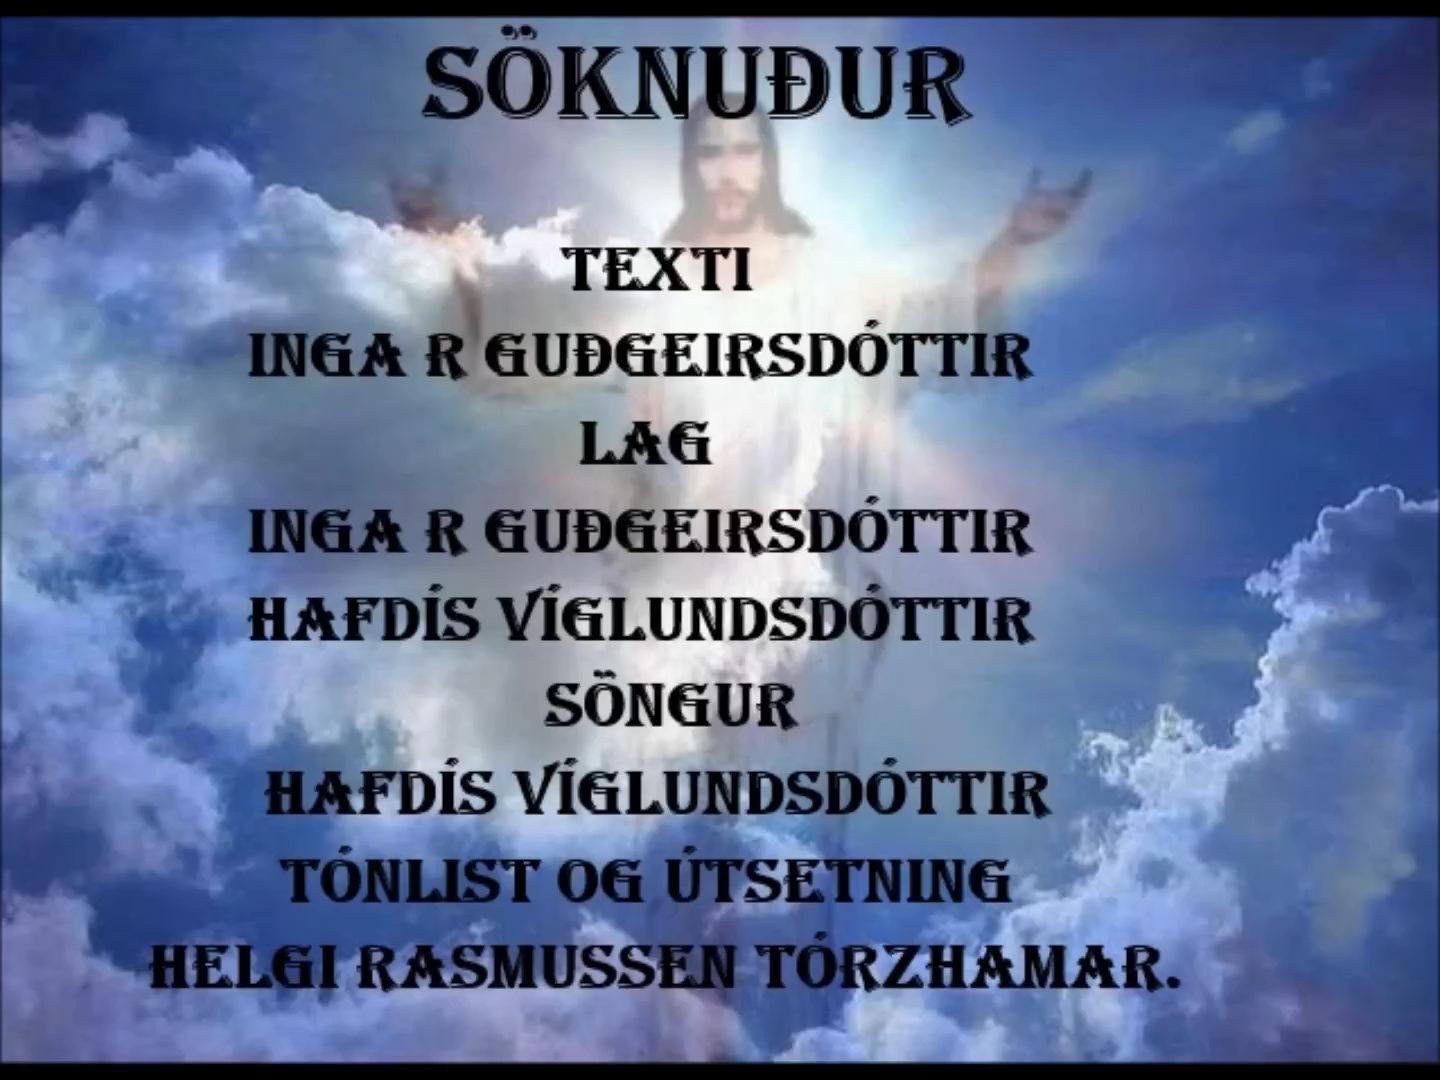 SÖKNUÐUR
TEXTI
INGA R GUÐGEIRSDÓTTIR
LAG
INGA R GUÐGEIRSDÓTTIR
HAFDÍS VÍGLUNDSDÓTTIR
SÖNGUR
HAFDÍS VÍGLUNDSDÓTTIR
TÓNLIST OG ÚTSETNING
HELGI RASMUSSEN TÓRZHAMAR.